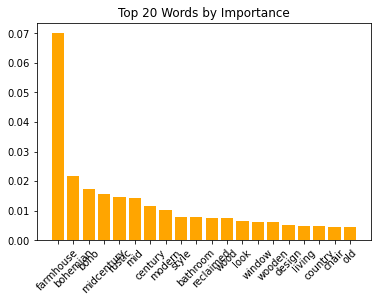 Top 20 Words by Importance
0.07
0.06
0.05
0.04
0.03
0.02
0.01
0.00
farmhouse
bohemian
boho
midcentury
rustic
mid
century
modern
style
bathroom
reclaimed
wood
look
window
wooden
design
living
country
chair
old